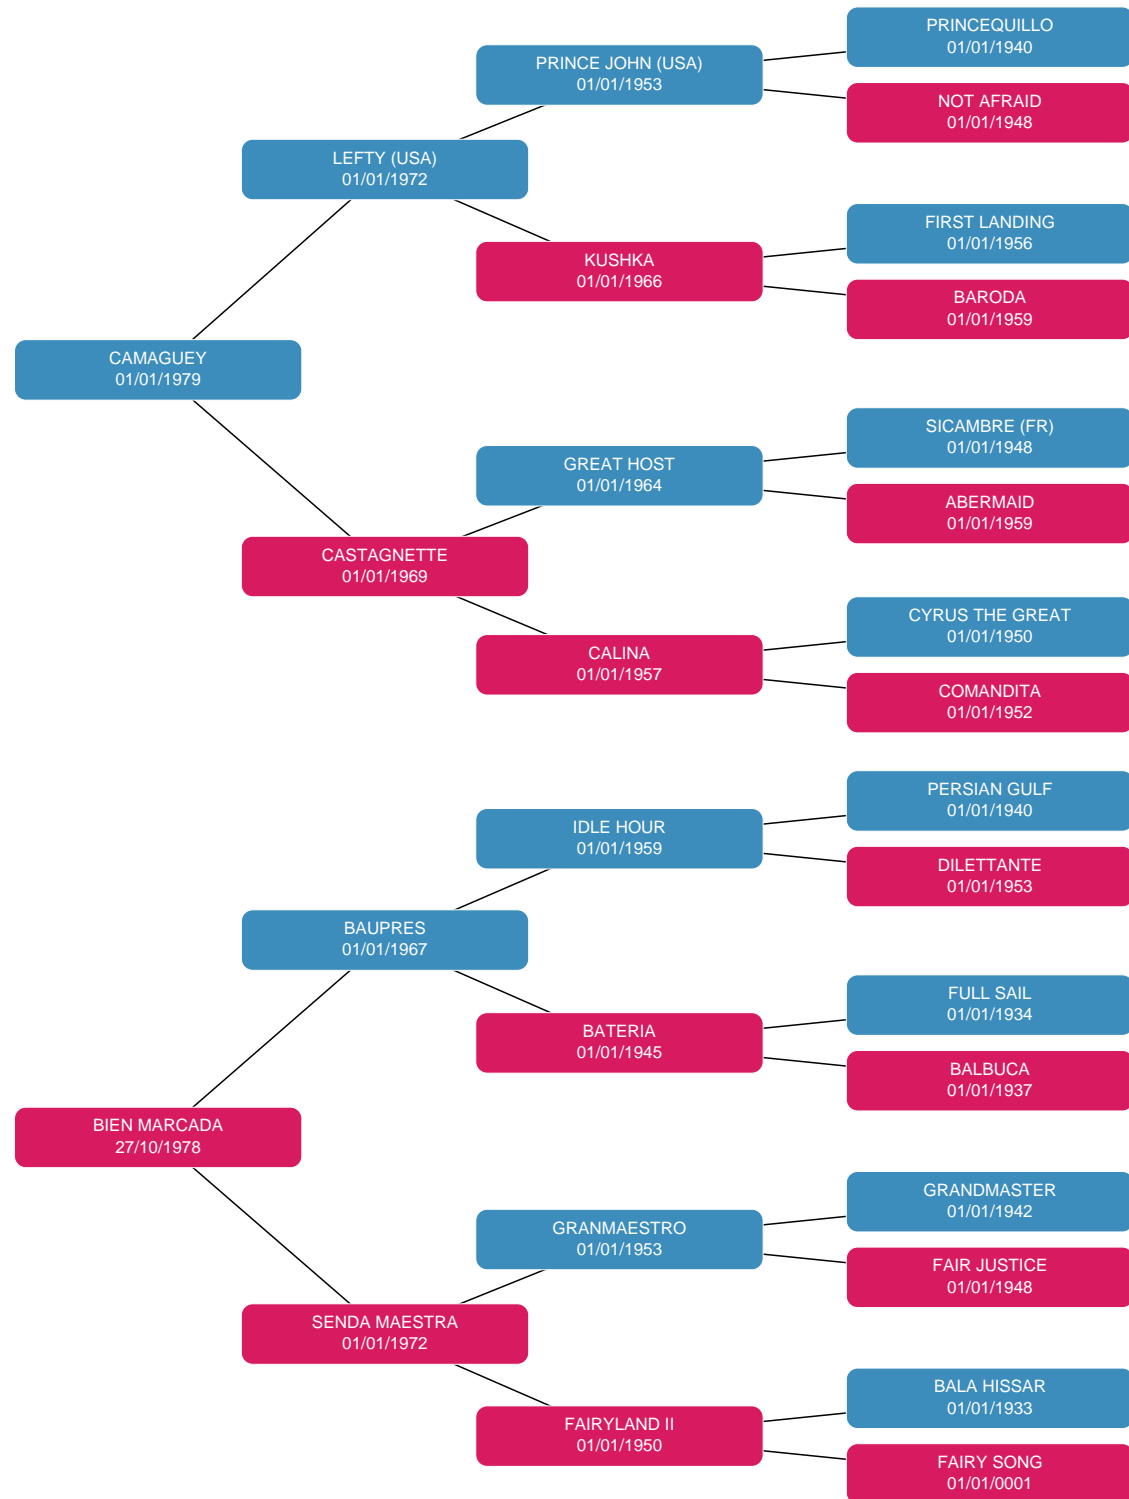 PRINCEQUILLO
01/01/1940
PRINCE JOHN (USA)
01/01/1953
NOT AFRAID
01/01/1948
LEFTY (USA)
01/01/1972
FIRST LANDING
01/01/1956
KUSHKA
01/01/1966
BARODA
01/01/1959
CAMAGUEY
01/01/1979
SICAMBRE (FR)
01/01/1948
GREAT HOST
01/01/1964
ABERMAID
01/01/1959
CASTAGNETTE
01/01/1969
CYRUS THE GREAT
01/01/1950
CALINA
01/01/1957
COMANDITA
01/01/1952
PERSIAN GULF
01/01/1940
IDLE HOUR
01/01/1959
DILETTANTE
01/01/1953
BAUPRES
01/01/1967
FULL SAIL
01/01/1934
BATERIA
01/01/1945
BALBUCA
01/01/1937
BIEN MARCADA
27/10/1978
GRANDMASTER
01/01/1942
GRANMAESTRO
01/01/1953
FAIR JUSTICE
01/01/1948
SENDA MAESTRA
01/01/1972
BALA HISSAR
01/01/1933
FAIRYLAND II
01/01/1950
FAIRY SONG
01/01/0001